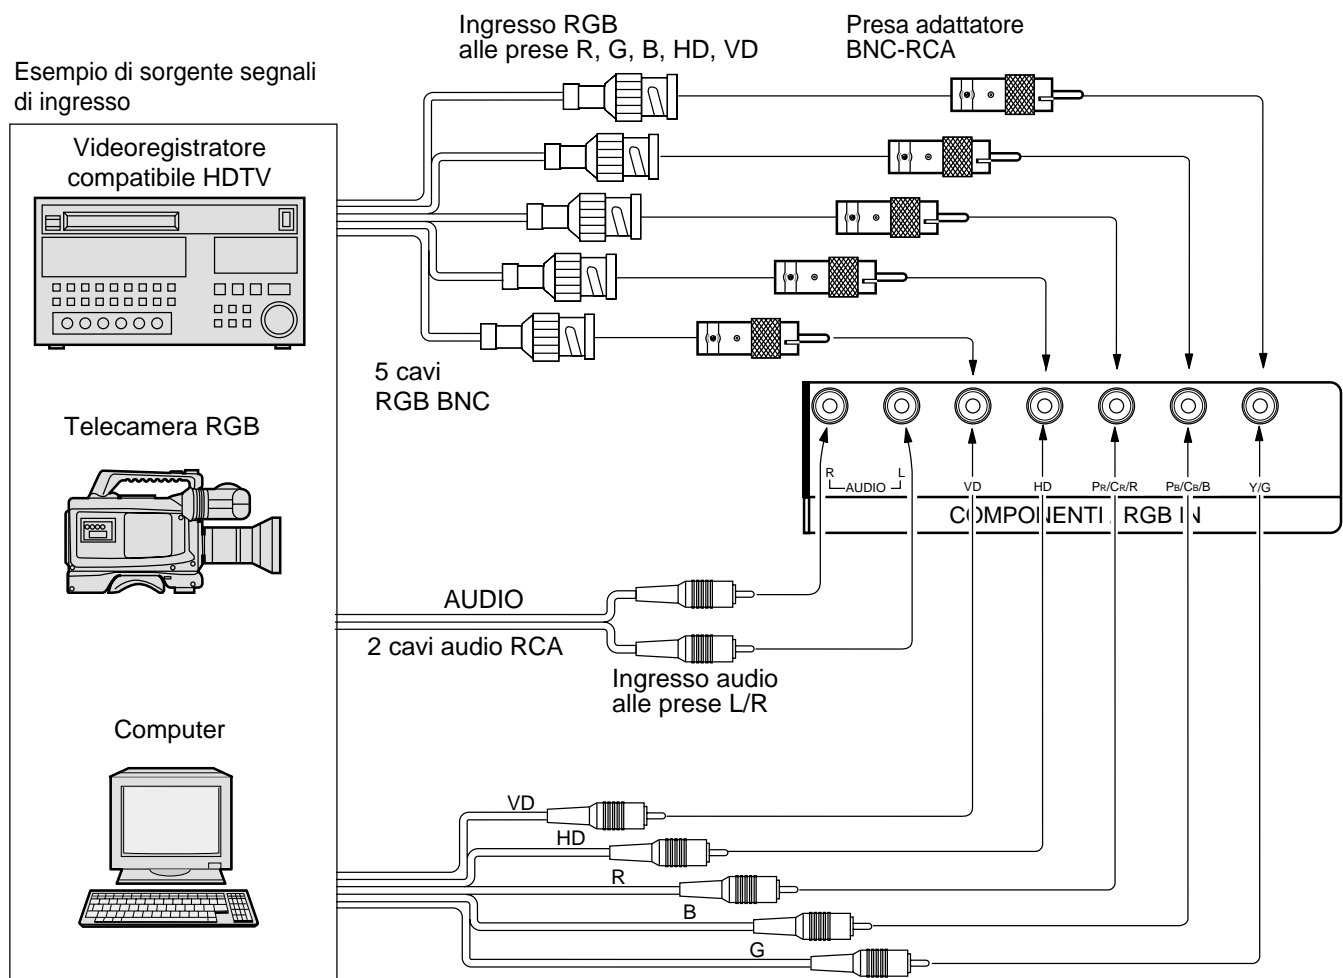 Ingresso RGB
alle prese R, G, B, HD, VD
Presa adattatore
BNC-RCA
Esempio di sorgente segnali
di ingresso
Videoregistratore
compatibile HDTV
5 cavi
RGB BNC
Telecamera RGB
R
L
AUDIO
VD
HD
PR/CR/R
PB/CB/B
Y/G
COMPONENTI / RGB IN
AUDIO
2 cavi audio RCA
Ingresso audio
alle prese L/R
Computer
VD
HD
R
B
G